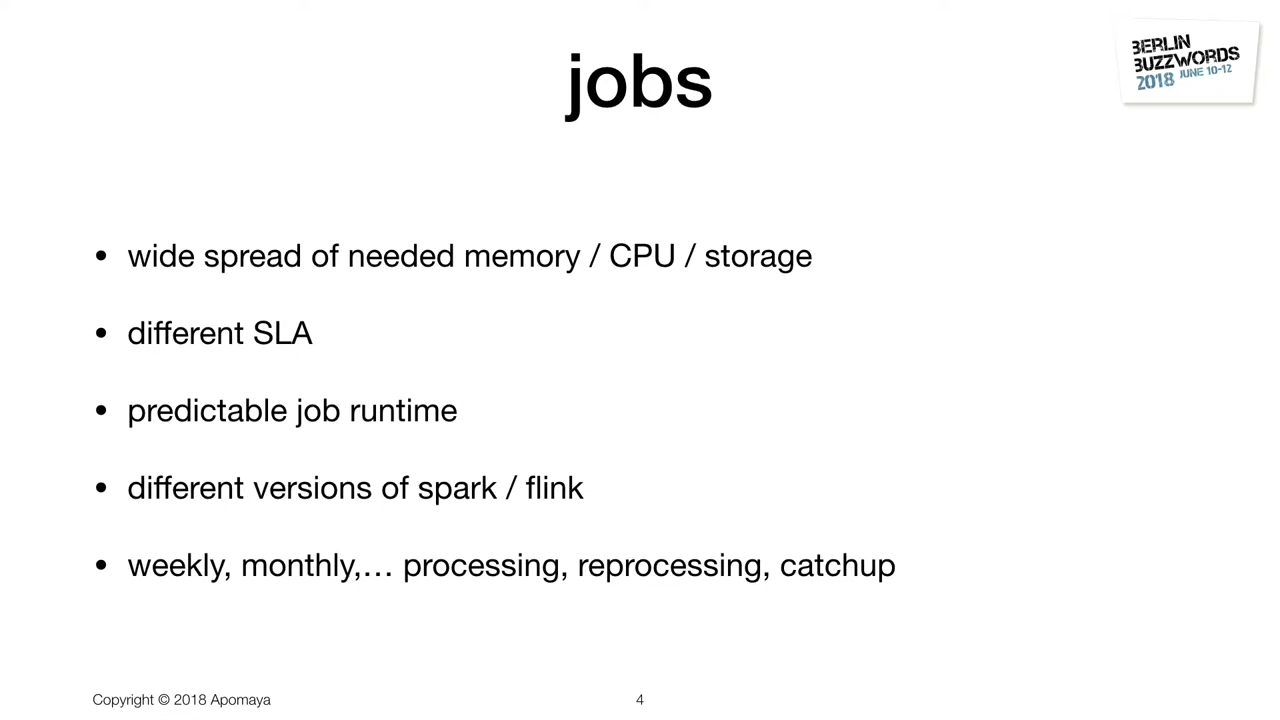 BERLIN
BUZZWORDS
2018 JUNE 10-12
jobs
• wide spread of needed memory / CPU / storage
• different SLA
• predictable job runtime
• different versions of spark / flink
• weekly, monthly,… processing, reprocessing, catchup
Copyright © 2018 Apomaya
4